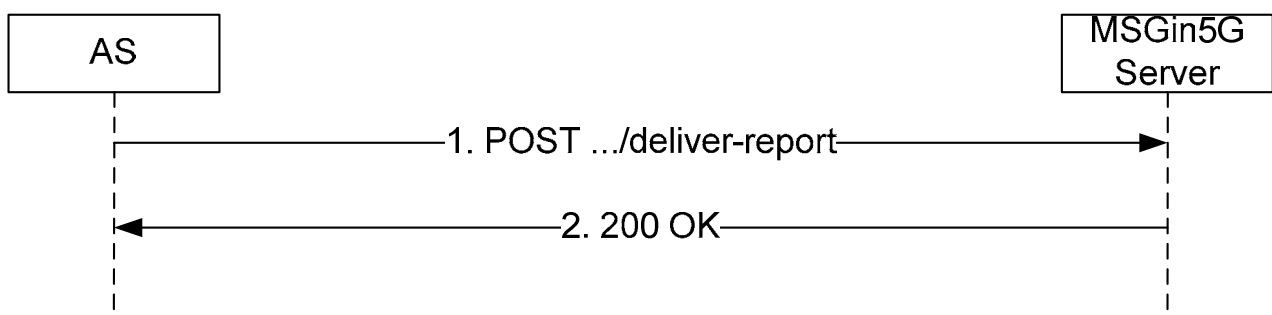 AS
MSGin5G
Server
1. POST .../deliver-report
2. 200 OK